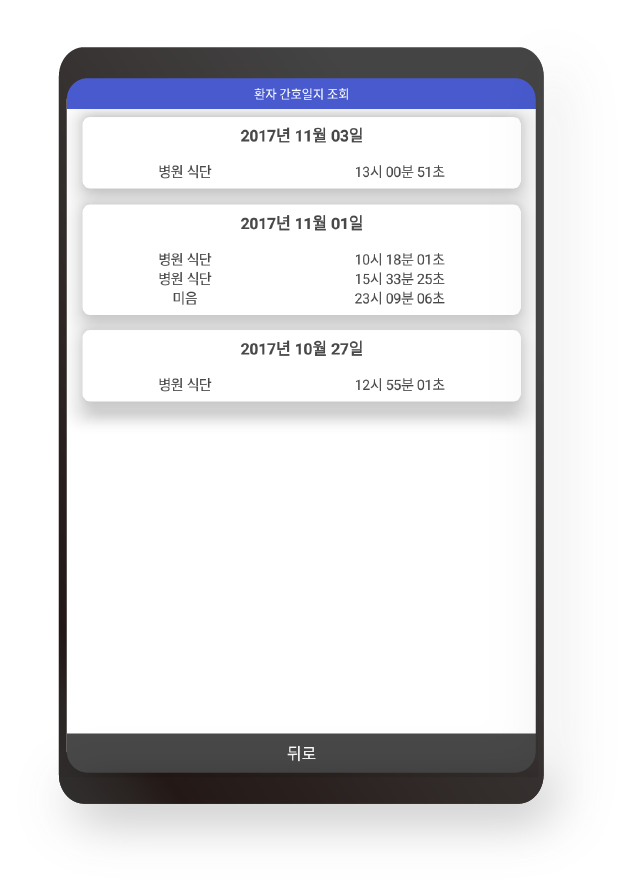 환자 간호일지 조회
2017년 11월 03일
병원 식단 13시 00분 51초
2017년 11월 01일
병원 식단 10시 18분 01초
병원 식단 15시 33분 25초
미음 23시 09분 06초
2017년 10월 27일
병원 식단 12시 55분 01초
뒤로